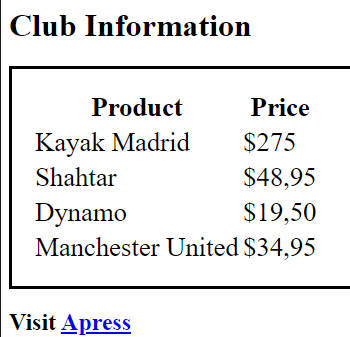 Club Information
Product Price
Kayak Madrid $275
Shahtar $48,95
Dynamo $19,50
Manchester United $34,95
Visit Apress